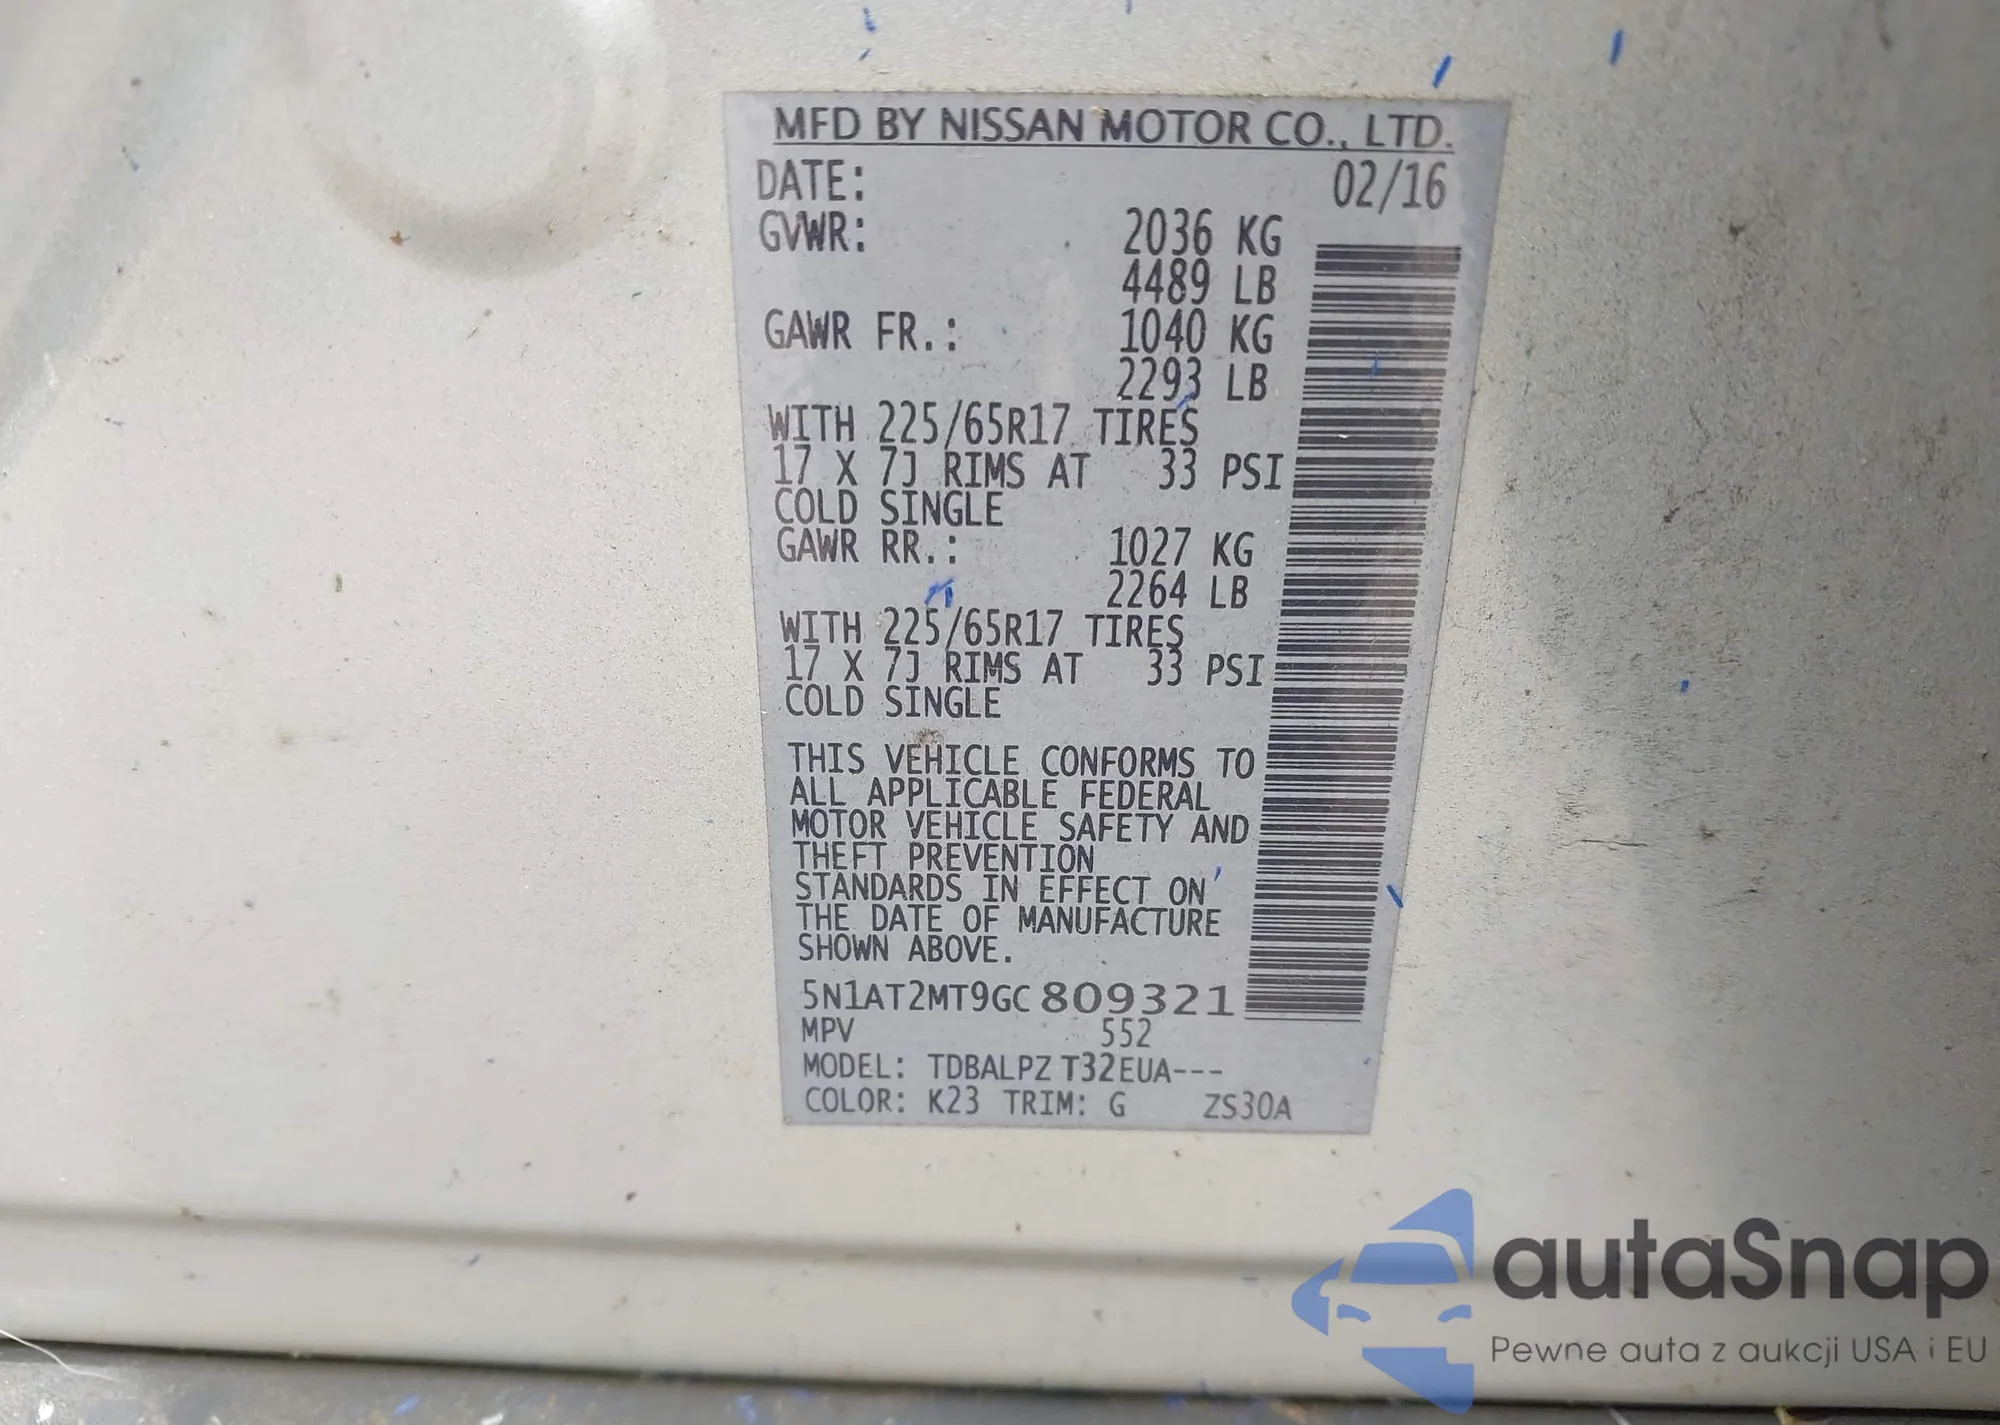 MFD BY NISSAN MOTOR CO., LTD.
DATE: 02/16
GVWR: 2036 KG
4489 LB
GAWR FR.: 1040 KG
2293 LB
WITH 225/65R17 TIRES
17 X 7J RIMS AT 33 PSI
COLD SINGLE
GAWR RR.: 1027 KG
2264 LB
WITH 225/65R17 TIRES
17 X 7J RIMS AT 33 PSI
COLD SINGLE
THIS VEHICLE CONFORMS TO
ALL APPLICABLE FEDERAL
MOTOR VEHICLE SAFETY AND
THEFT PREVENTION
STANDARDS IN EFFECT ON
THE DATE OF MANUFACTURE
SHOWN ABOVE.
5N1AT2MT9GC809321
MPV 552
MODEL: TDBALPZ T32EUA---
COLOR: K23 TRIM: G ZS30A
autaSnap
Pewne auta z aukcji USA i EU